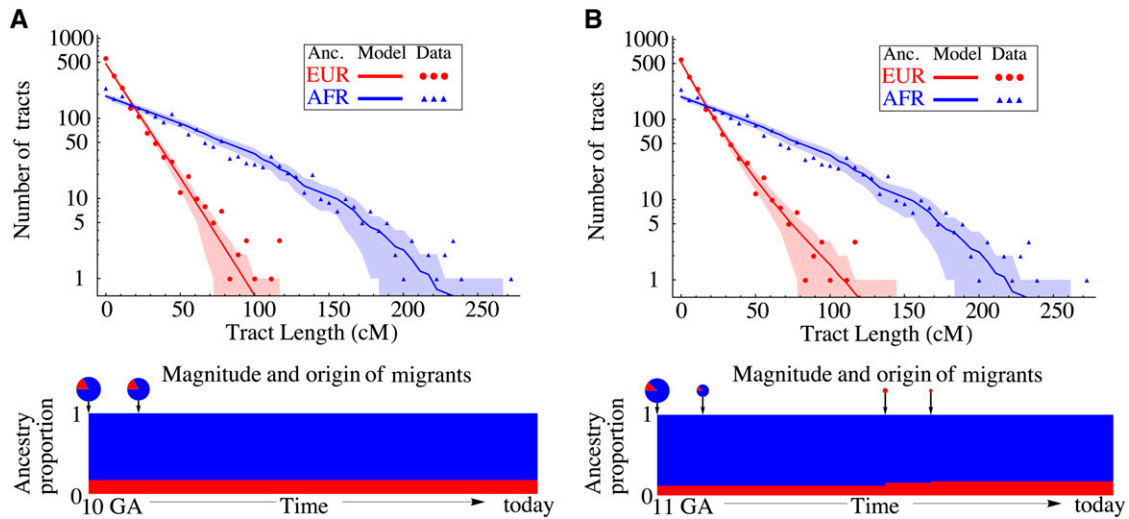 A
1000
500
100
50
10
5
1
Number of tracts
Anc. Model Data
EUR
AFR
0 50 100 150 200 250
Tract Length (cM)
Magnitude and origin of migrants
1
0
Ancestry
proportion
10 GA Time today
B
1000
500
100
50
10
5
1
Number of tracts
Anc. Model Data
EUR
AFR
0 50 100 150 200 250
Tract Length (cM)
Magnitude and origin of migrants
1
0
Ancestry
proportion
11 GA Time today